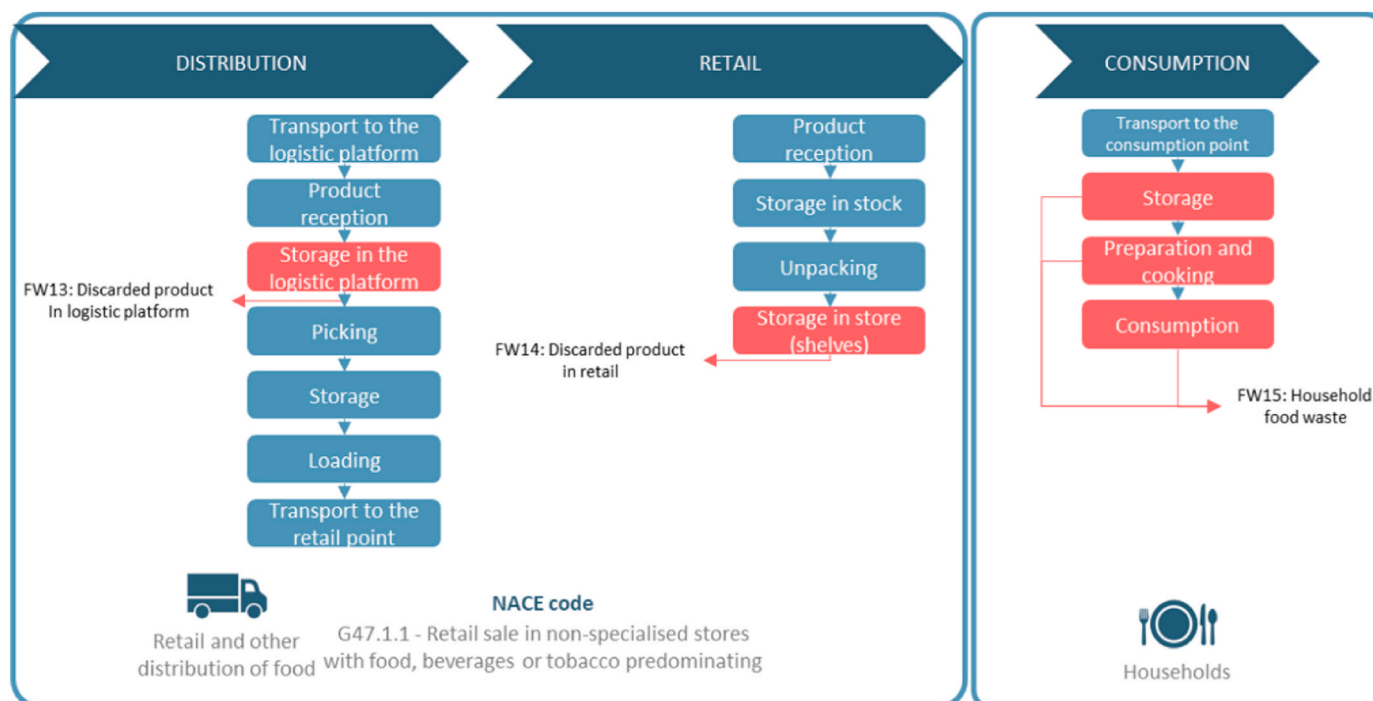 DISTRIBUTION
Transport to the
logistic platform
Product
reception
Storage in the
logistic platform
FW13: Discarded product
In logistic platform
Picking
Storage
Loading
Transport to the
retail point
RETAIL
Product
reception
Storage in stock
Unpacking
Storage in store
(shelves)
FW14: Discarded product
in retail
Retail and other
distribution of food
NACE code
G47.1.1 - Retail sale in non-specialised stores
with food, beverages or tobacco predominating
CONSUMPTION
Transport to the
consumption point
Storage
Preparation and
cooking
Consumption
FW15: Household
food waste
Households